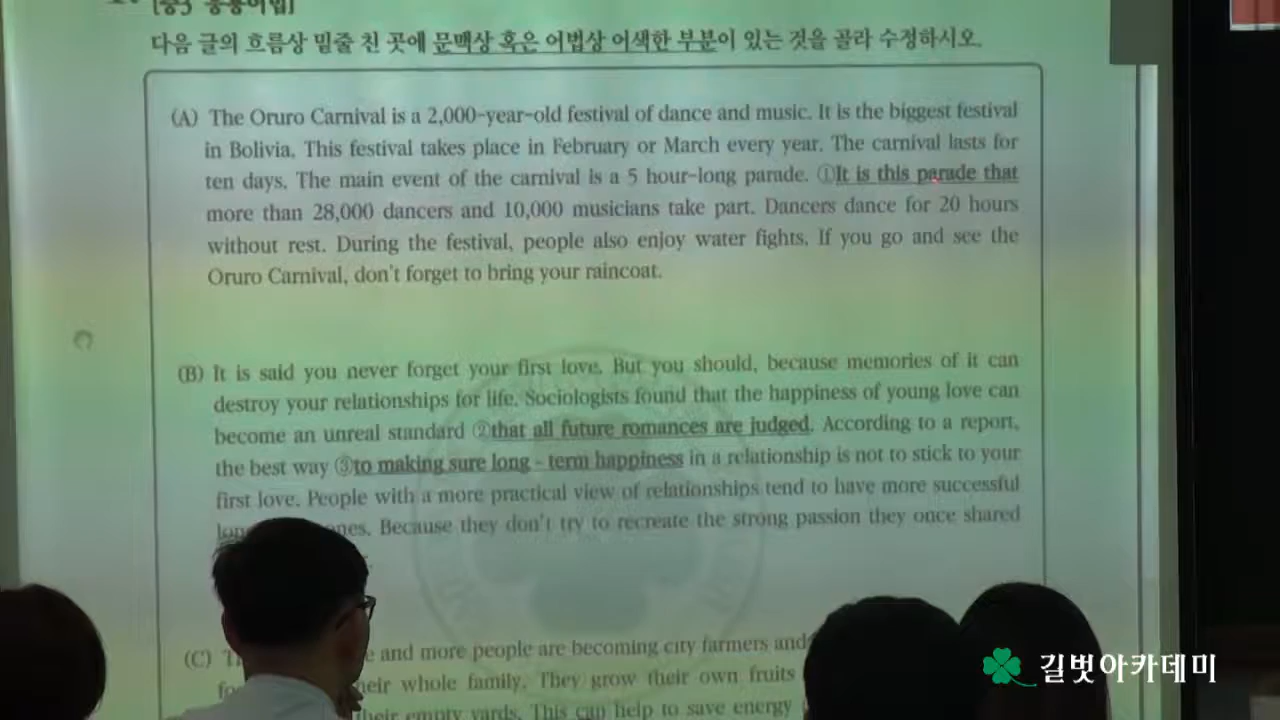 [중3 응용어법]
다음 글의 흐름상 밑줄 친 곳에 문맥상 혹은 어법상 어색한 부분이 있는 것을 골라 수정하시오.
(A) The Oruro Carnival is a 2,000-year-old festival of dance and music. It is the biggest festival
in Bolivia. This festival takes place in February or March every year. The carnival lasts for
ten days. The main event of the carnival is a 5 hour-long parade. ①It is this parade that
more than 28,000 dancers and 10,000 musicians take part. Dancers dance for 20 hours
without rest. During the festival, people also enjoy water fights. If you go and see the
Oruro Carnival, don't forget to bring your raincoat.
(B) It is said you never forget your first love. But you should, because memories of it can
destroy your relationships for life. Sociologists found that the happiness of young love can
become an unreal standard ②that all future romances are judged. According to a report,
the best way ③to making sure long - term happiness in a relationship is not to stick to your
first love. People with a more practical view of relationships tend to have more successful
ones. Because they don't try to recreate the strong passion they once shared
(C) and more people are becoming city farmers and
their whole family. They grow their own fruits
their empty yards. This can help to save energy
길벗아카데미